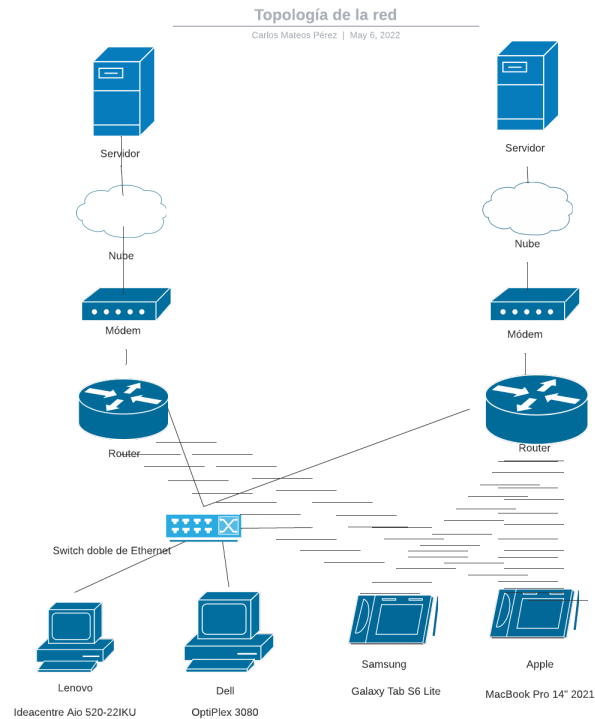 Topología de la red
Carlos Mateos Pérez | May 6, 2022
Servidor
Servidor
Nube
Nube
Módem
Módem
Router
Router
Switch doble de Ethernet
Lenovo
Dell
Samsung
Apple
Ideacentre Aio 520-22IKU
OptiPlex 3080
Galaxy Tab S6 Lite
MacBook Pro 14" 2021